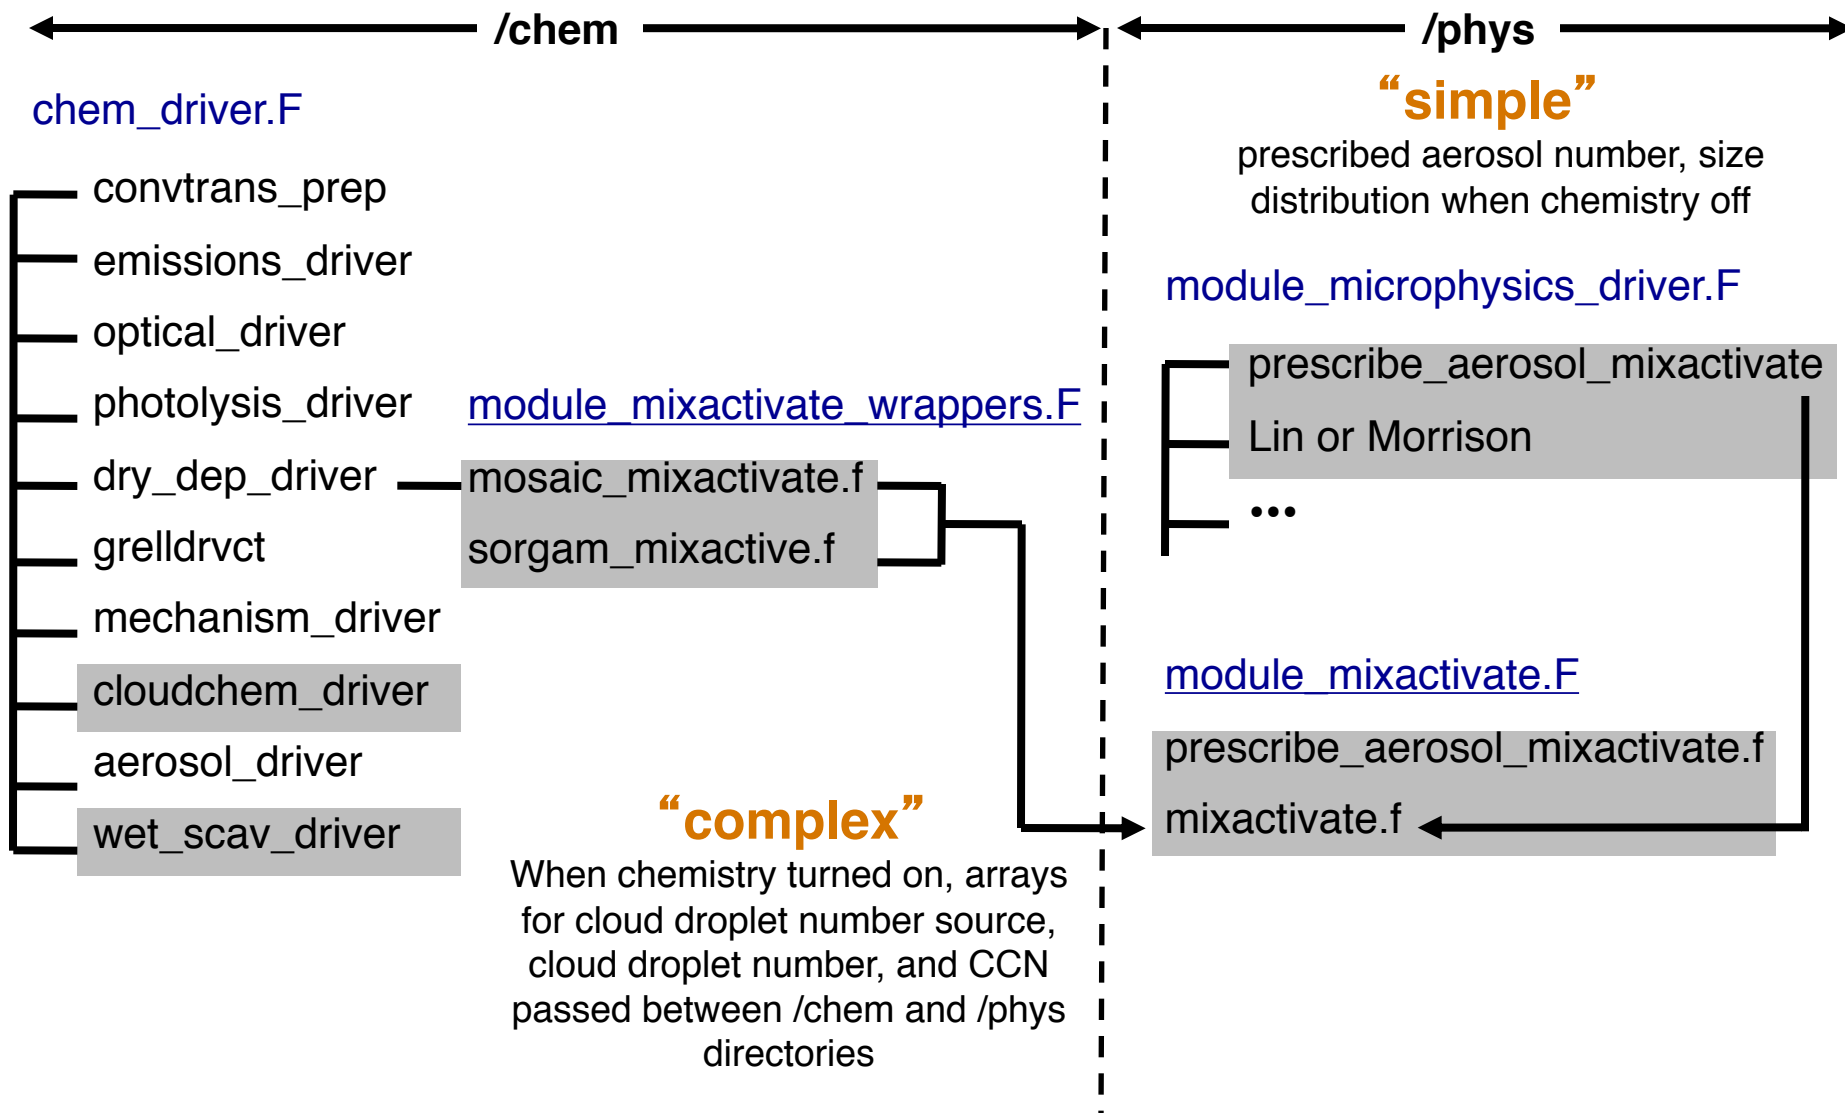 /chem
/phys
chem_driver.F
convtrans_prep
emissions_driver
optical_driver
photolysis_driver
dry_dep_driver
grelldrvct
mechanism_driver
cloudchem_driver
aerosol_driver
wet_scav_driver
module_mixactivate_wrappers.F
mosaic_mixactivate.f
sorgam_mixactive.f
“complex”
When chemistry turned on, arrays
for cloud droplet number source,
cloud droplet number, and CCN
passed between /chem and /phys
directories
“simple”
prescribed aerosol number, size
distribution when chemistry off
module_microphysics_driver.F
prescribe_aerosol_mixactivate
Lin or Morrison
...
module_mixactivate.F
prescribe_aerosol_mixactivate.f
mixactivate.f